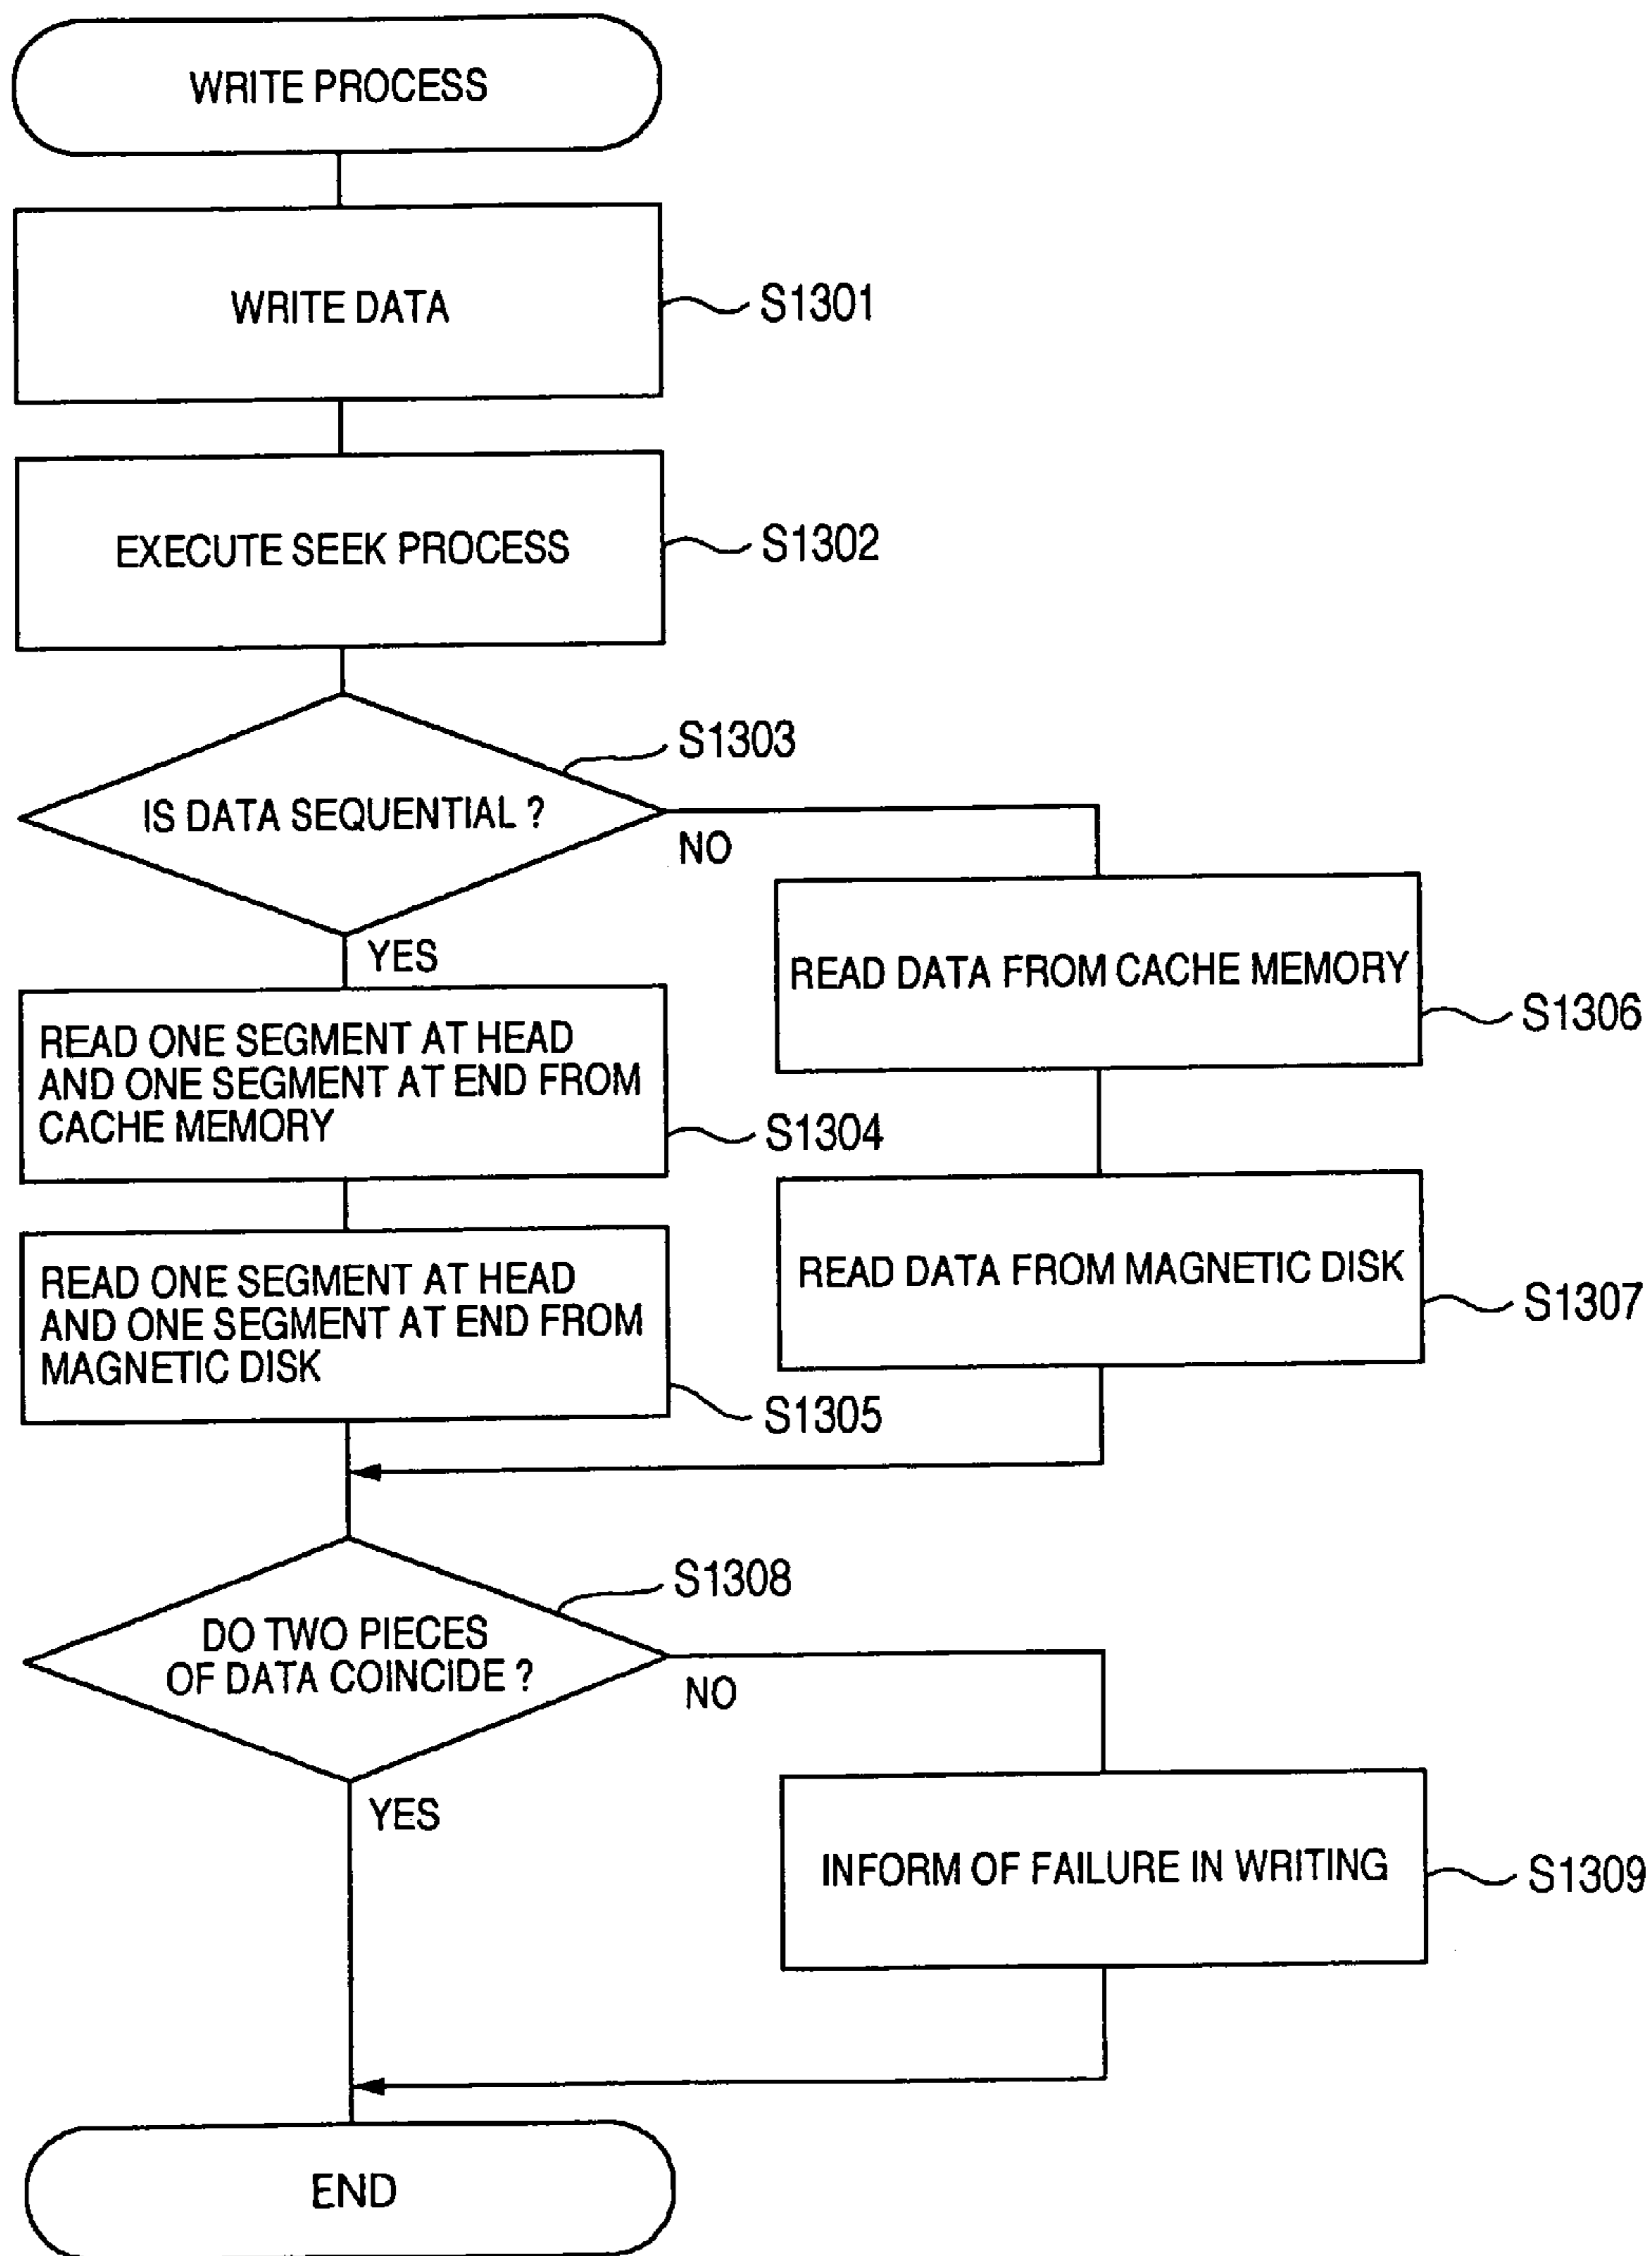 WRITE PROCESS
WRITE DATA
S1301
EXECUTE SEEK PROCESS
S1302
S1303
IS DATA SEQUENTIAL ?
NO
YES
READ DATA FROM CACHE MEMORY
S1306
READ ONE SEGMENT AT HEAD
AND ONE SEGMENT AT END FROM
CACHE MEMORY
S1304
READ DATA FROM MAGNETIC DISK
S1307
READ ONE SEGMENT AT HEAD
AND ONE SEGMENT AT END FROM
MAGNETIC DISK
S1305
S1308
DO TWO PIECES
OF DATA COINCIDE ?
NO
YES
INFORM OF FAILURE IN WRITING
S1309
END